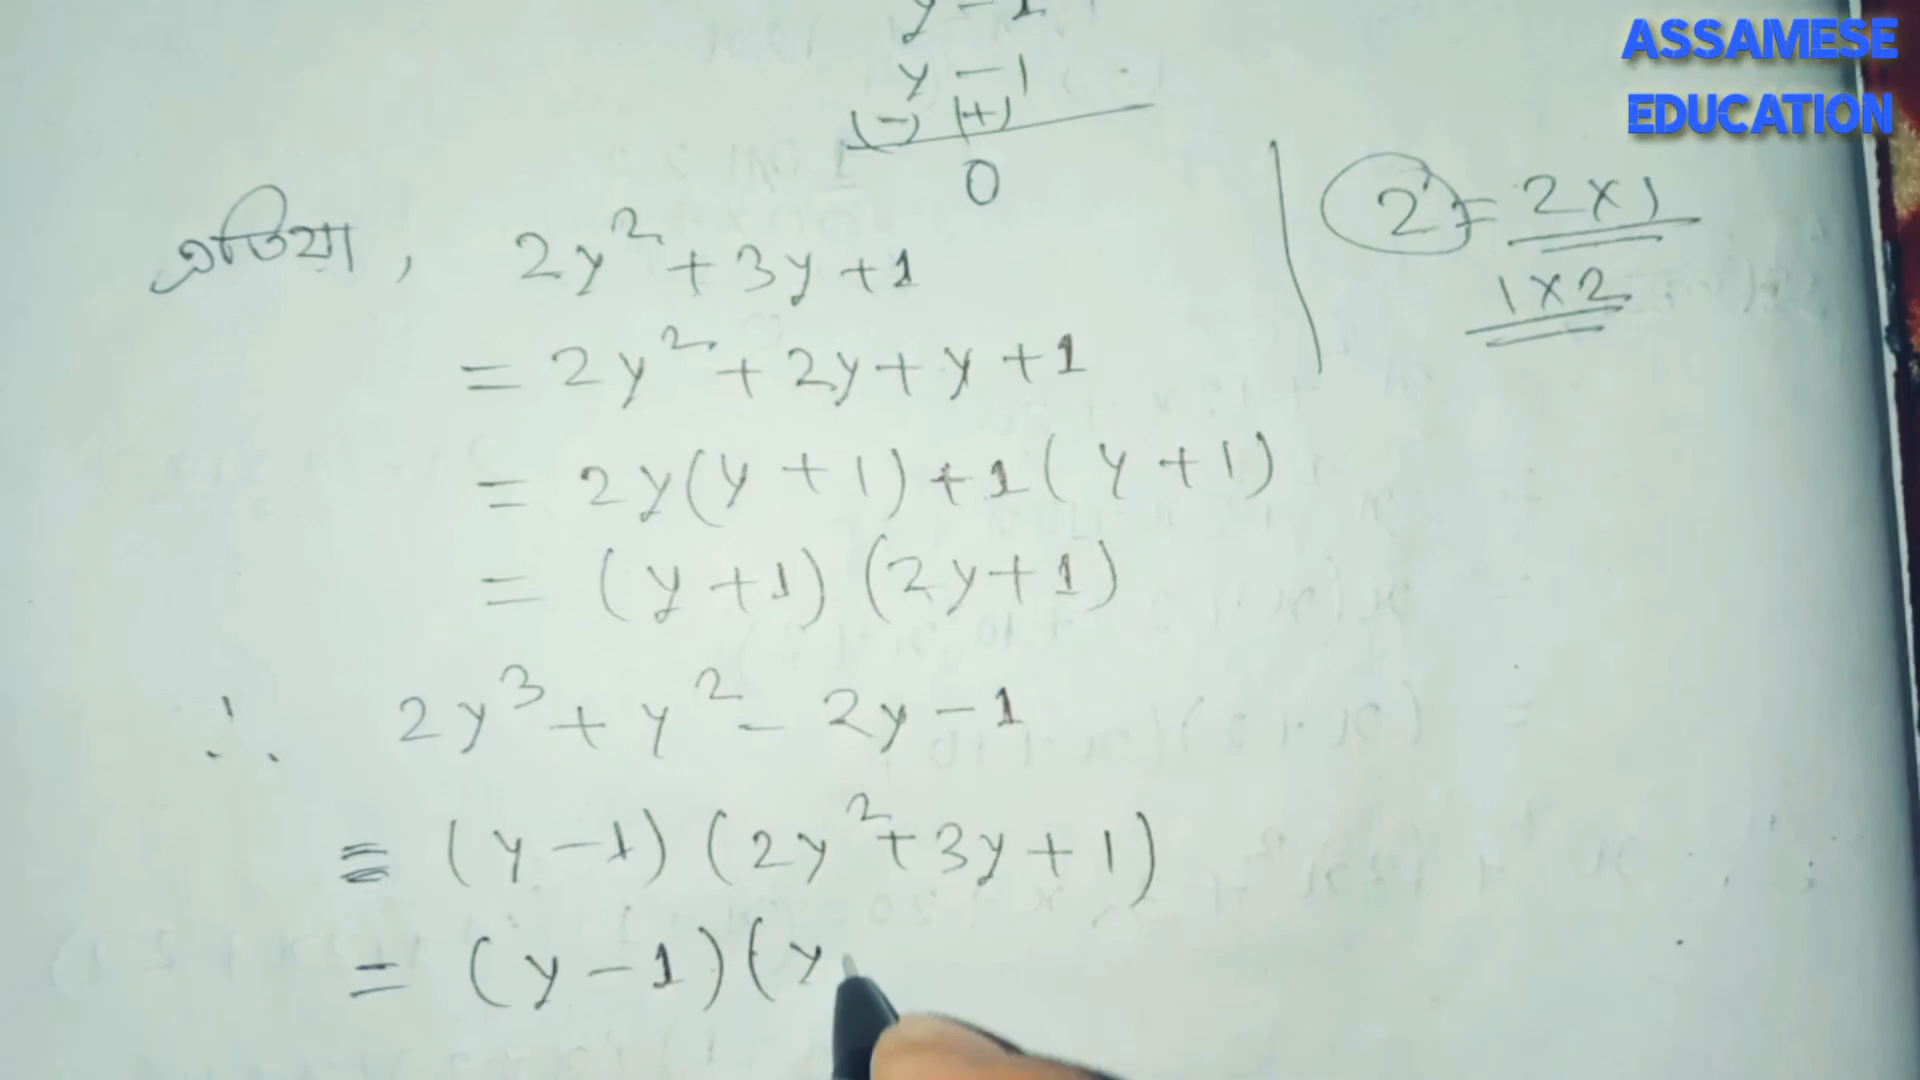 y - 1
y - 1
(-) (+)
0
এতিয়া, 2y² + 3y + 1
= 2y² + 2y + y + 1
= 2y(y + 1) + 1(y + 1)
= (y + 1) (2y + 1)
∴ 2y³ + y² - 2y - 1
= (y - 1) (2y² + 3y + 1)
= (y - 1) (y
2 = 2 × 1
1 × 2
ASSAMESE
EDUCATION